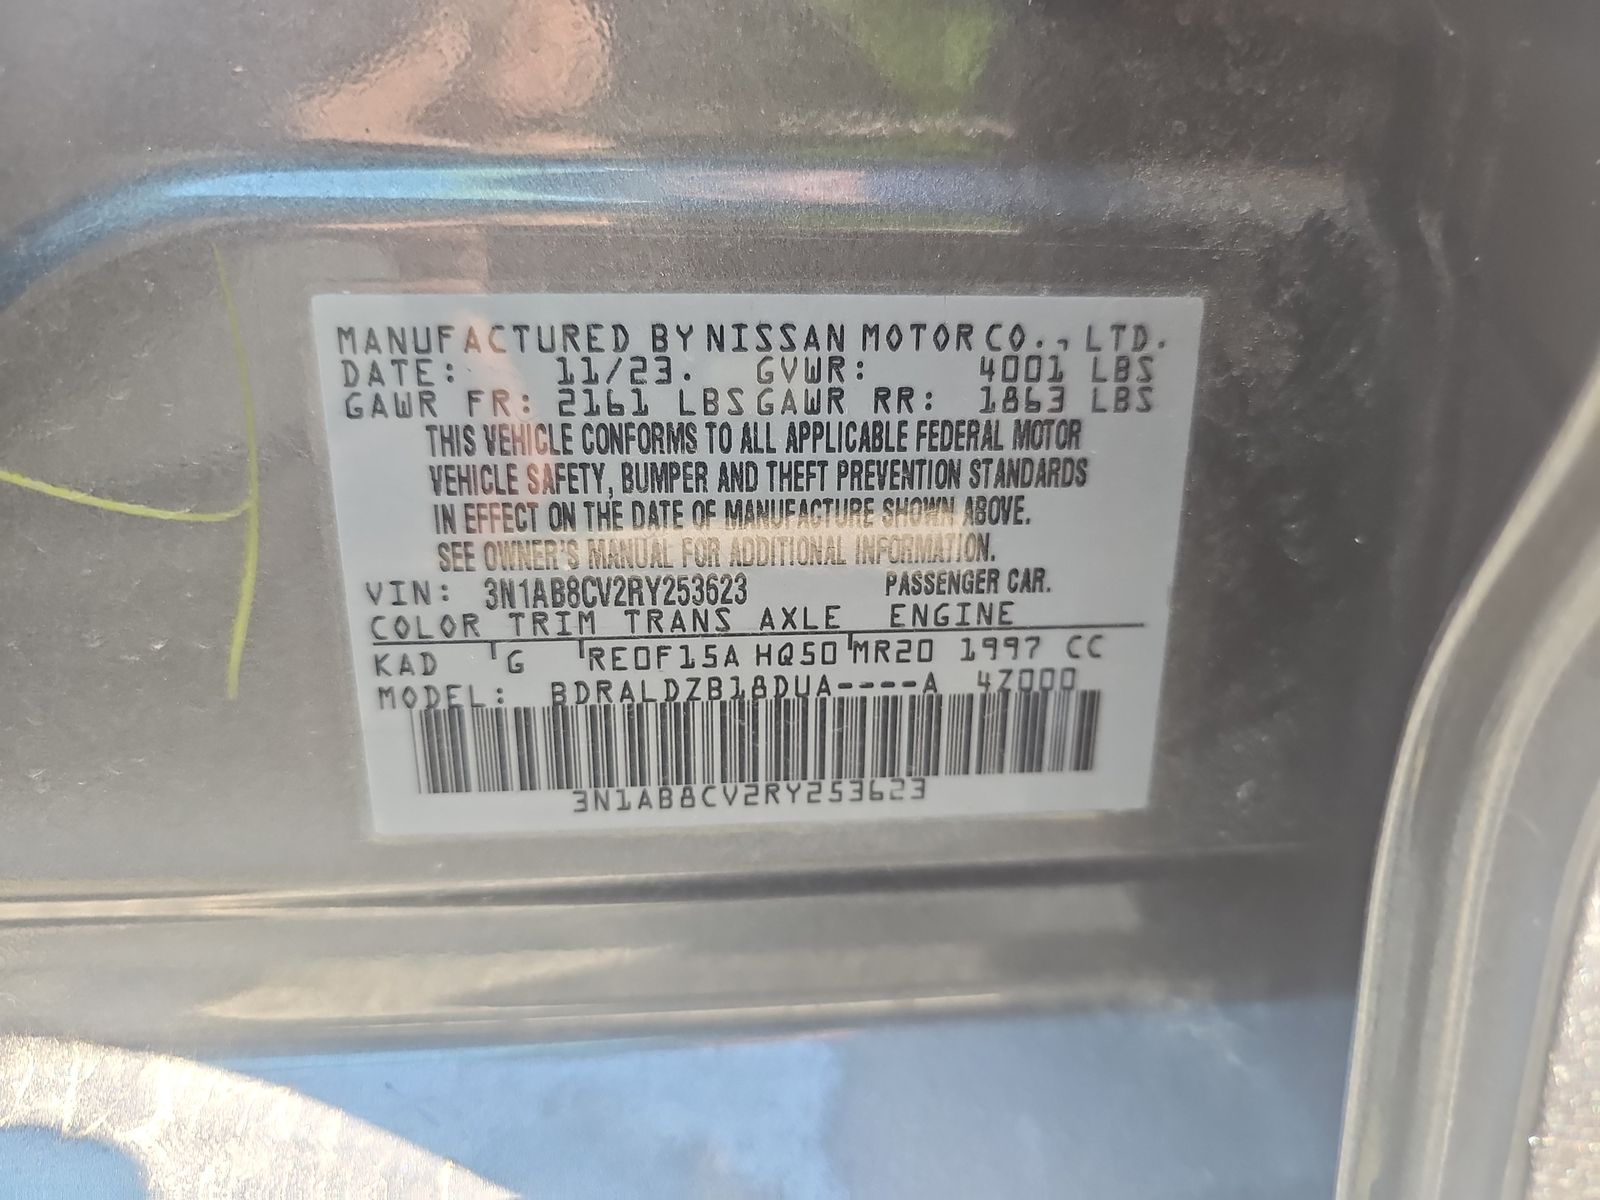 MANUFACTURED BY NISSAN MOTOR CO., LTD.
DATE: 11/23. GVWR: 4001 LBS
GAWR FR: 2161 LBS GAWR RR: 1863 LBS
THIS VEHICLE CONFORMS TO ALL APPLICABLE FEDERAL MOTOR
VEHICLE SAFETY, BUMPER AND THEFT PREVENTION STANDARDS
IN EFFECT ON THE DATE OF MANUFACTURE SHOWN ABOVE.
SEE OWNER'S MANUAL FOR ADDITIONAL INFORMATION.
VIN: 3N1AB8CV2RY253623 PASSENGER CAR.
COLOR TRIM TRANS AXLE ENGINE
KAD G RE0F15A HQ50 MR20 1997 CC
MODEL: BDRALDZB18DUA----A 4Z000
3N1AB8CV2RY253623